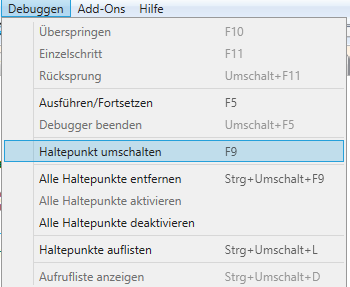 Debuggen Add-Ons Hilfe
Überspringen F10
Einzelschritt F11
Rücksprung Umschalt+F11
Ausführen/Fortsetzen F5
Debugger beenden Umschalt+F5
Haltepunkt umschalten F9
Alle Haltepunkte entfernen Strg+Umschalt+F9
Alle Haltepunkte aktivieren
Alle Haltepunkte deaktivieren
Haltepunkte auflisten Strg+Umschalt+L
Aufrufliste anzeigen Strg+Umschalt+D